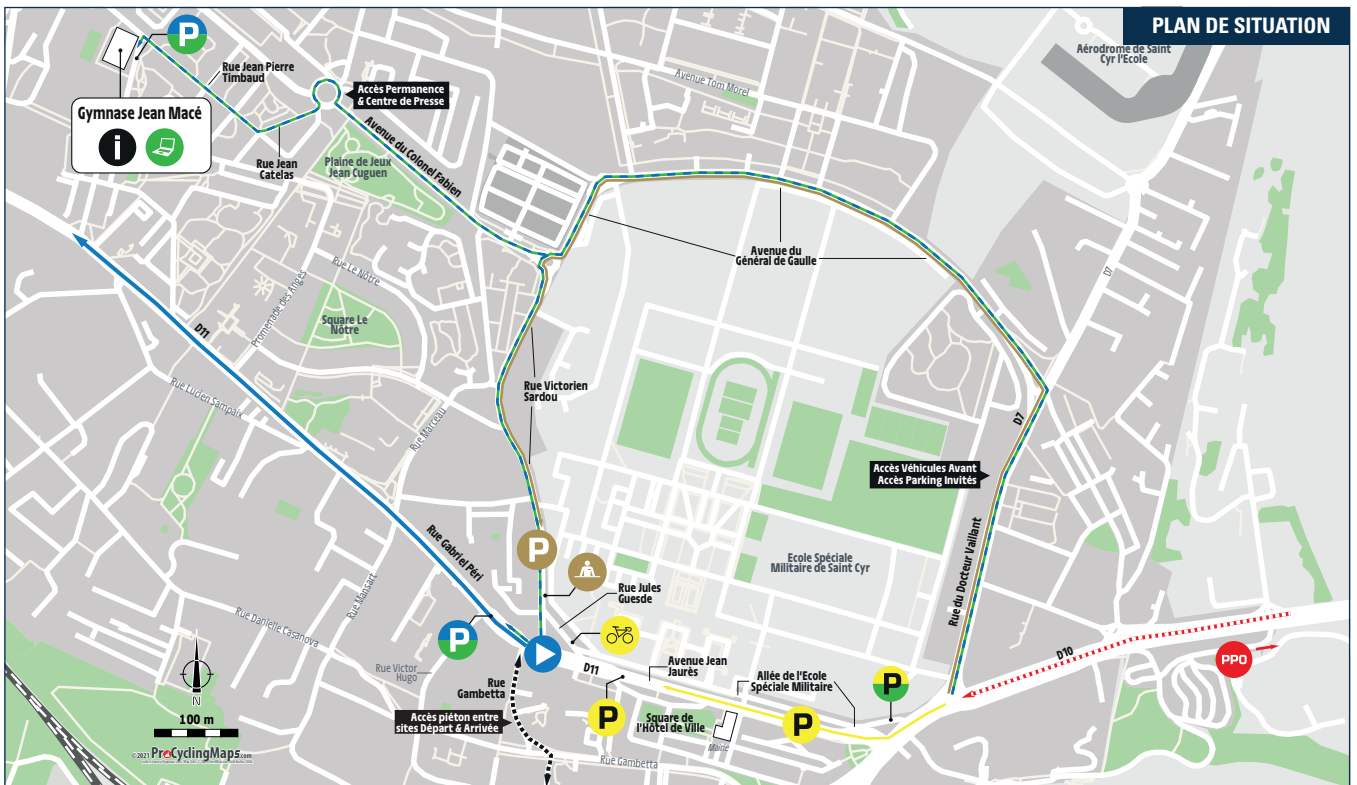 PLAN DE SITUATION
P
Aérodrome de Saint
Cyr l'Ecole
Rue Jean Pierre
Timbaud
Avenue Tom Morel
Accès Permanence
& Centre de Presse
Gymnase Jean Macé
i
Avenue du Colonel Fabien
Rue Jean
Catelas
Plaine de Jeux
Jean Cuguen
Avenue du
Général de Gaulle
D7
Rue Le Nôtre
Promenade des Anges
Square Le
Nôtre
D11
Rue Lucien Sampaix
Rue Marceau
Rue Victorien
Sardou
D7
Accès Véhicules Avant
Accès Parking Invités
Rue Gabriel Péri
P
Ecole Spéciale
Militaire de Saint Cyr
Rue du Docteur Vaillant
Rue Mansart
Rue Jules
Guesde
Rue Danielle Casanova
P
Rue Victor
Hugo
D11
Avenue Jean
Jaurès
Allée de l'Ecole
Spéciale Militaire
P
D10
PPO
Rue
Gambetta
Accès piéton entre
sites Départ & Arrivée
P
Square de
l'Hôtel de Ville
Mairie
P
Rue Gambetta
N
100 m
©2021 ProCyclingMaps.com